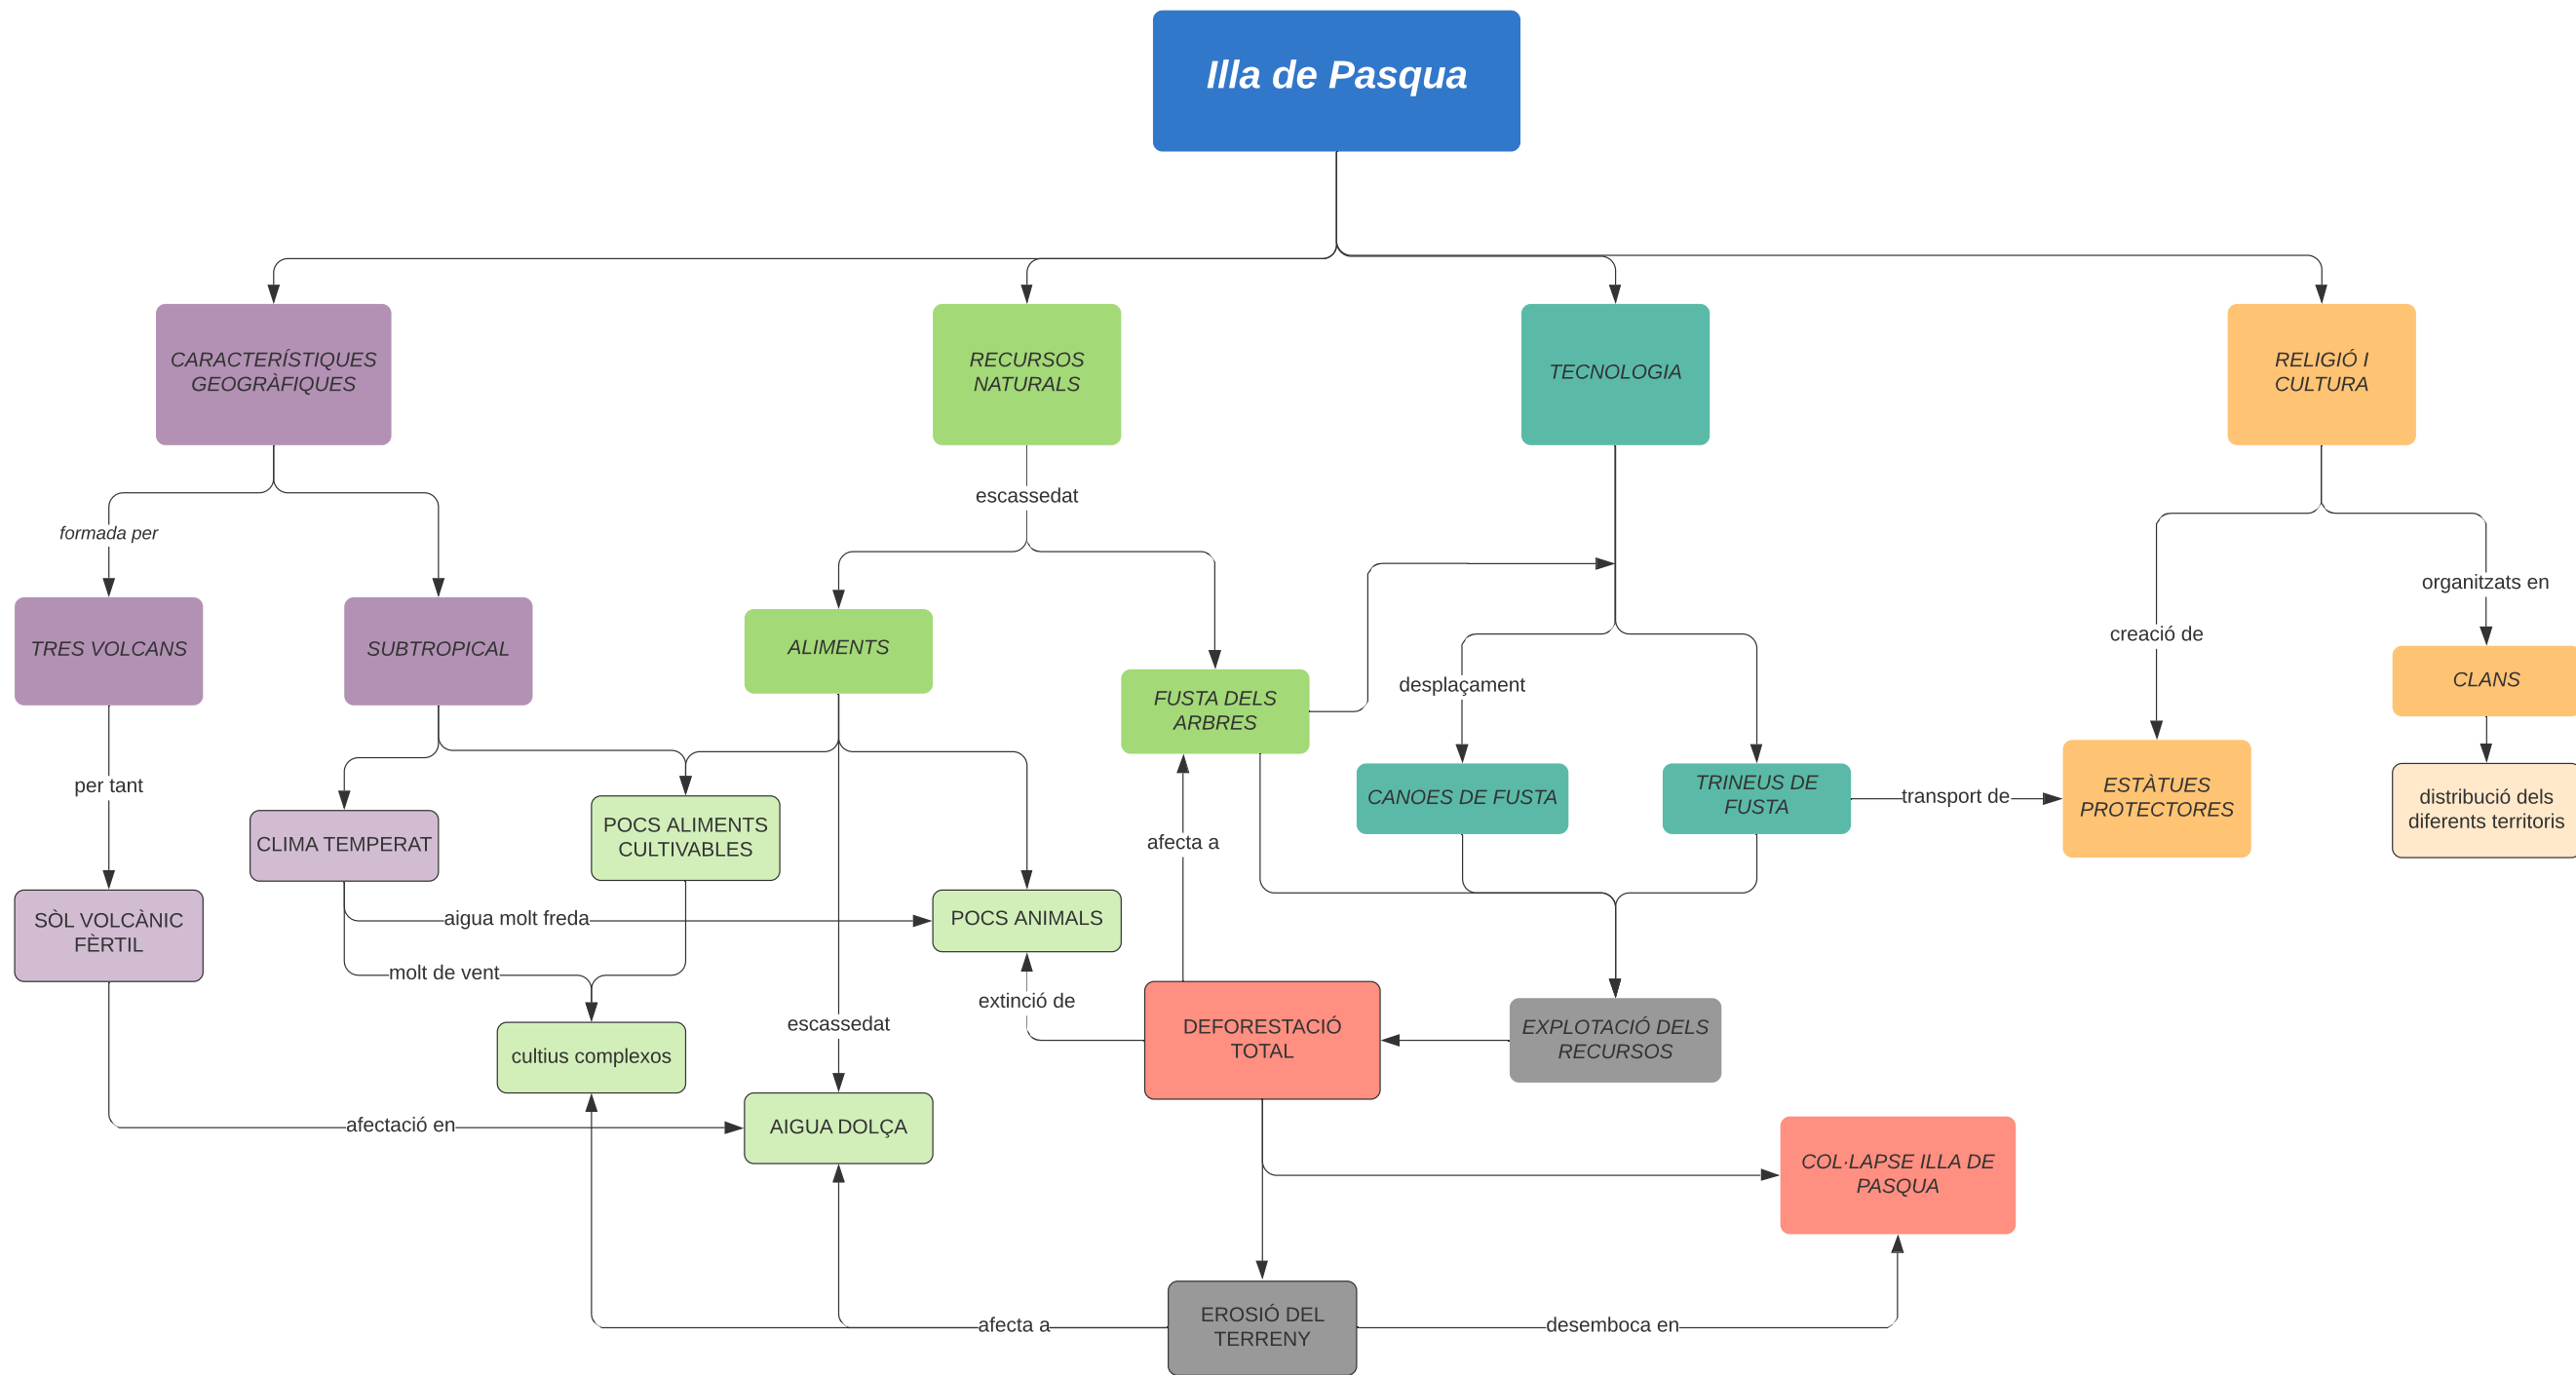 Illa de Pasqua
CARACTERÍSTIQUES
GEOGRÀFIQUES
RECURSOS
NATURALS
TECNOLOGIA
RELIGIÓ I
CULTURA
escassedat
formada per
organitzats en
creació de
TRES VOLCANS
SUBTROPICAL
ALIMENTS
FUSTA DELS
ARBRES
desplaçament
CLANS
per tant
CANOES DE FUSTA
TRINEUS DE
FUSTA
transport de
ESTÀTUES
PROTECTORES
distribució dels
diferents territoris
CLIMA TEMPERAT
POCS ALIMENTS
CULTIVABLES
afecta a
SÒL VOLCÀNIC
FÈRTIL
aigua molt freda
POCS ANIMALS
molt de vent
extinció de
escassedat
DEFORESTACIÓ
TOTAL
EXPLOTACIÓ DELS
RECURSOS
cultius complexos
afectació en
AIGUA DOLÇA
COL·LAPSE ILLA DE
PASQUA
afecta a
EROSIÓ DEL
TERRENY
desemboca en